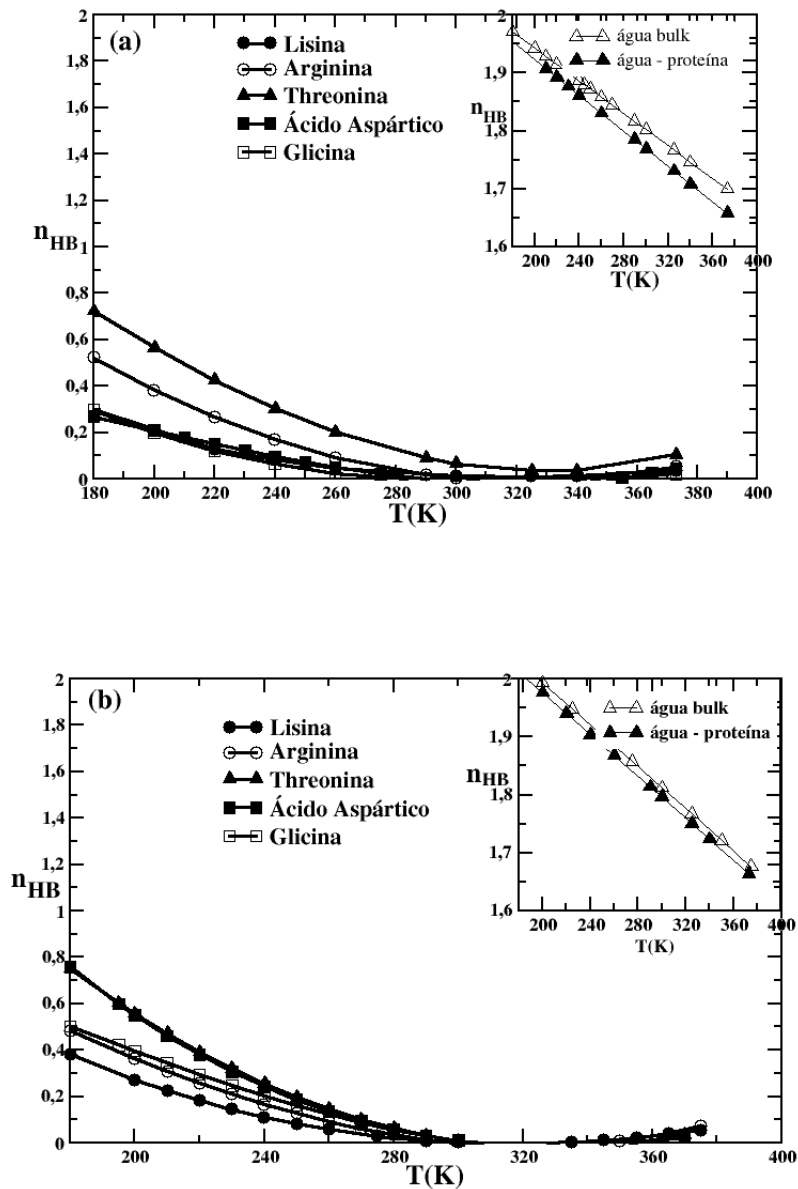 (a)
Lisina
Arginina
Threonina
Ácido Aspártico
Glicina
2
1,8
1,6
1,4
1,2
1
0,8
0,6
0,4
0,2
0
n_HB
180 200 220 240 260 280 300 320 340 360 380 400
T(K)
água bulk
água - proteína
2
1,9
1,8
1,7
1,6
n_HB
200 240 280 320 360 400
T(K)
(b)
Lisina
Arginina
Threonina
Ácido Aspártico
Glicina
2
1,8
1,6
1,4
1,2
1
0,8
0,6
0,4
0,2
0
n_HB
200 240 280 320 360 400
T(K)
água bulk
água - proteína
2
1,9
1,8
1,7
1,6
n_HB
200 240 280 320 360 400
T(K)